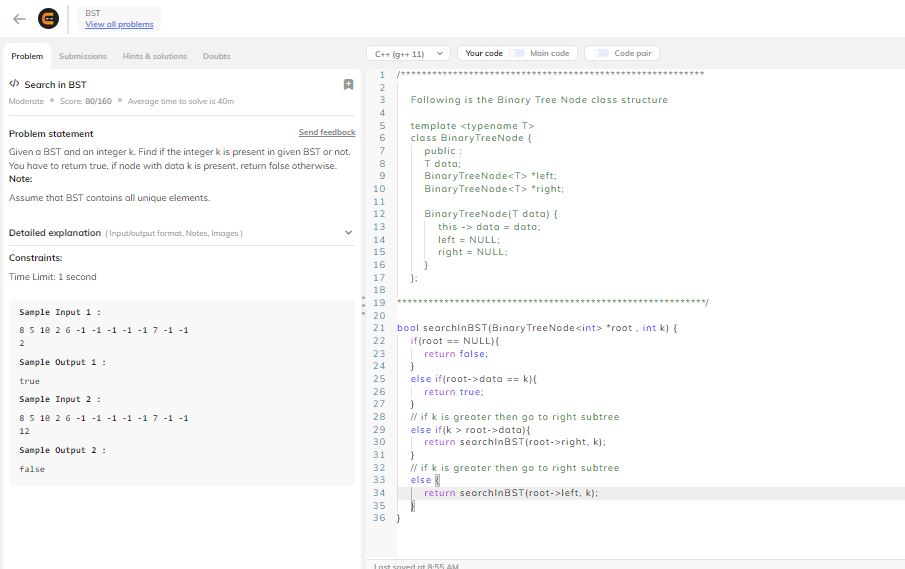 BST
View all problems
Problem Submissions Hints & solutions Doubts
</> Search in BST
Moderate Score: 80/160 Average time to solve is 40m
Problem statement Send feedback
Given a BST and an integer k. Find if the integer k is present in given BST or not.
You have to return true, if node with data k is present, return false otherwise.
Note:
Assume that BST contains all unique elements.
Detailed explanation ( Input/output format, Notes, Images )
Constraints:
Time Limit: 1 second
Sample Input 1 :
8 5 10 2 6 -1 -1 -1 -1 -1 7 -1 -1
2
Sample Output 1 :
true
Sample Input 2 :
8 5 10 2 6 -1 -1 -1 -1 -1 7 -1 -1
12
Sample Output 2 :
false
C++ (g++ 11) Your code Main code Code pair
1 /***********************************************************
2
3 Following is the Binary Tree Node class structure
4
5 template <typename T>
6 class BinaryTreeNode {
7 public :
8 T data;
9 BinaryTreeNode<T> *left;
10 BinaryTreeNode<T> *right;
11
12 BinaryTreeNode(T data) {
13 this -> data = data;
14 left = NULL;
15 right = NULL;
16 }
17 };
18
19 ***********************************************************/
20
21 bool searchInBST(BinaryTreeNode<int> *root , int k) {
22 if(root == NULL){
23 return false;
24 }
25 else if(root->data == k){
26 return true;
27 }
28 // if k is greater then go to right subtree
29 else if(k > root->data){
30 return searchInBST(root->right, k);
31 }
32 // if k is greater then go to right subtree
33 else {
34 return searchInBST(root->left, k);
35 }
36 }
Last saved at 8:55 AM